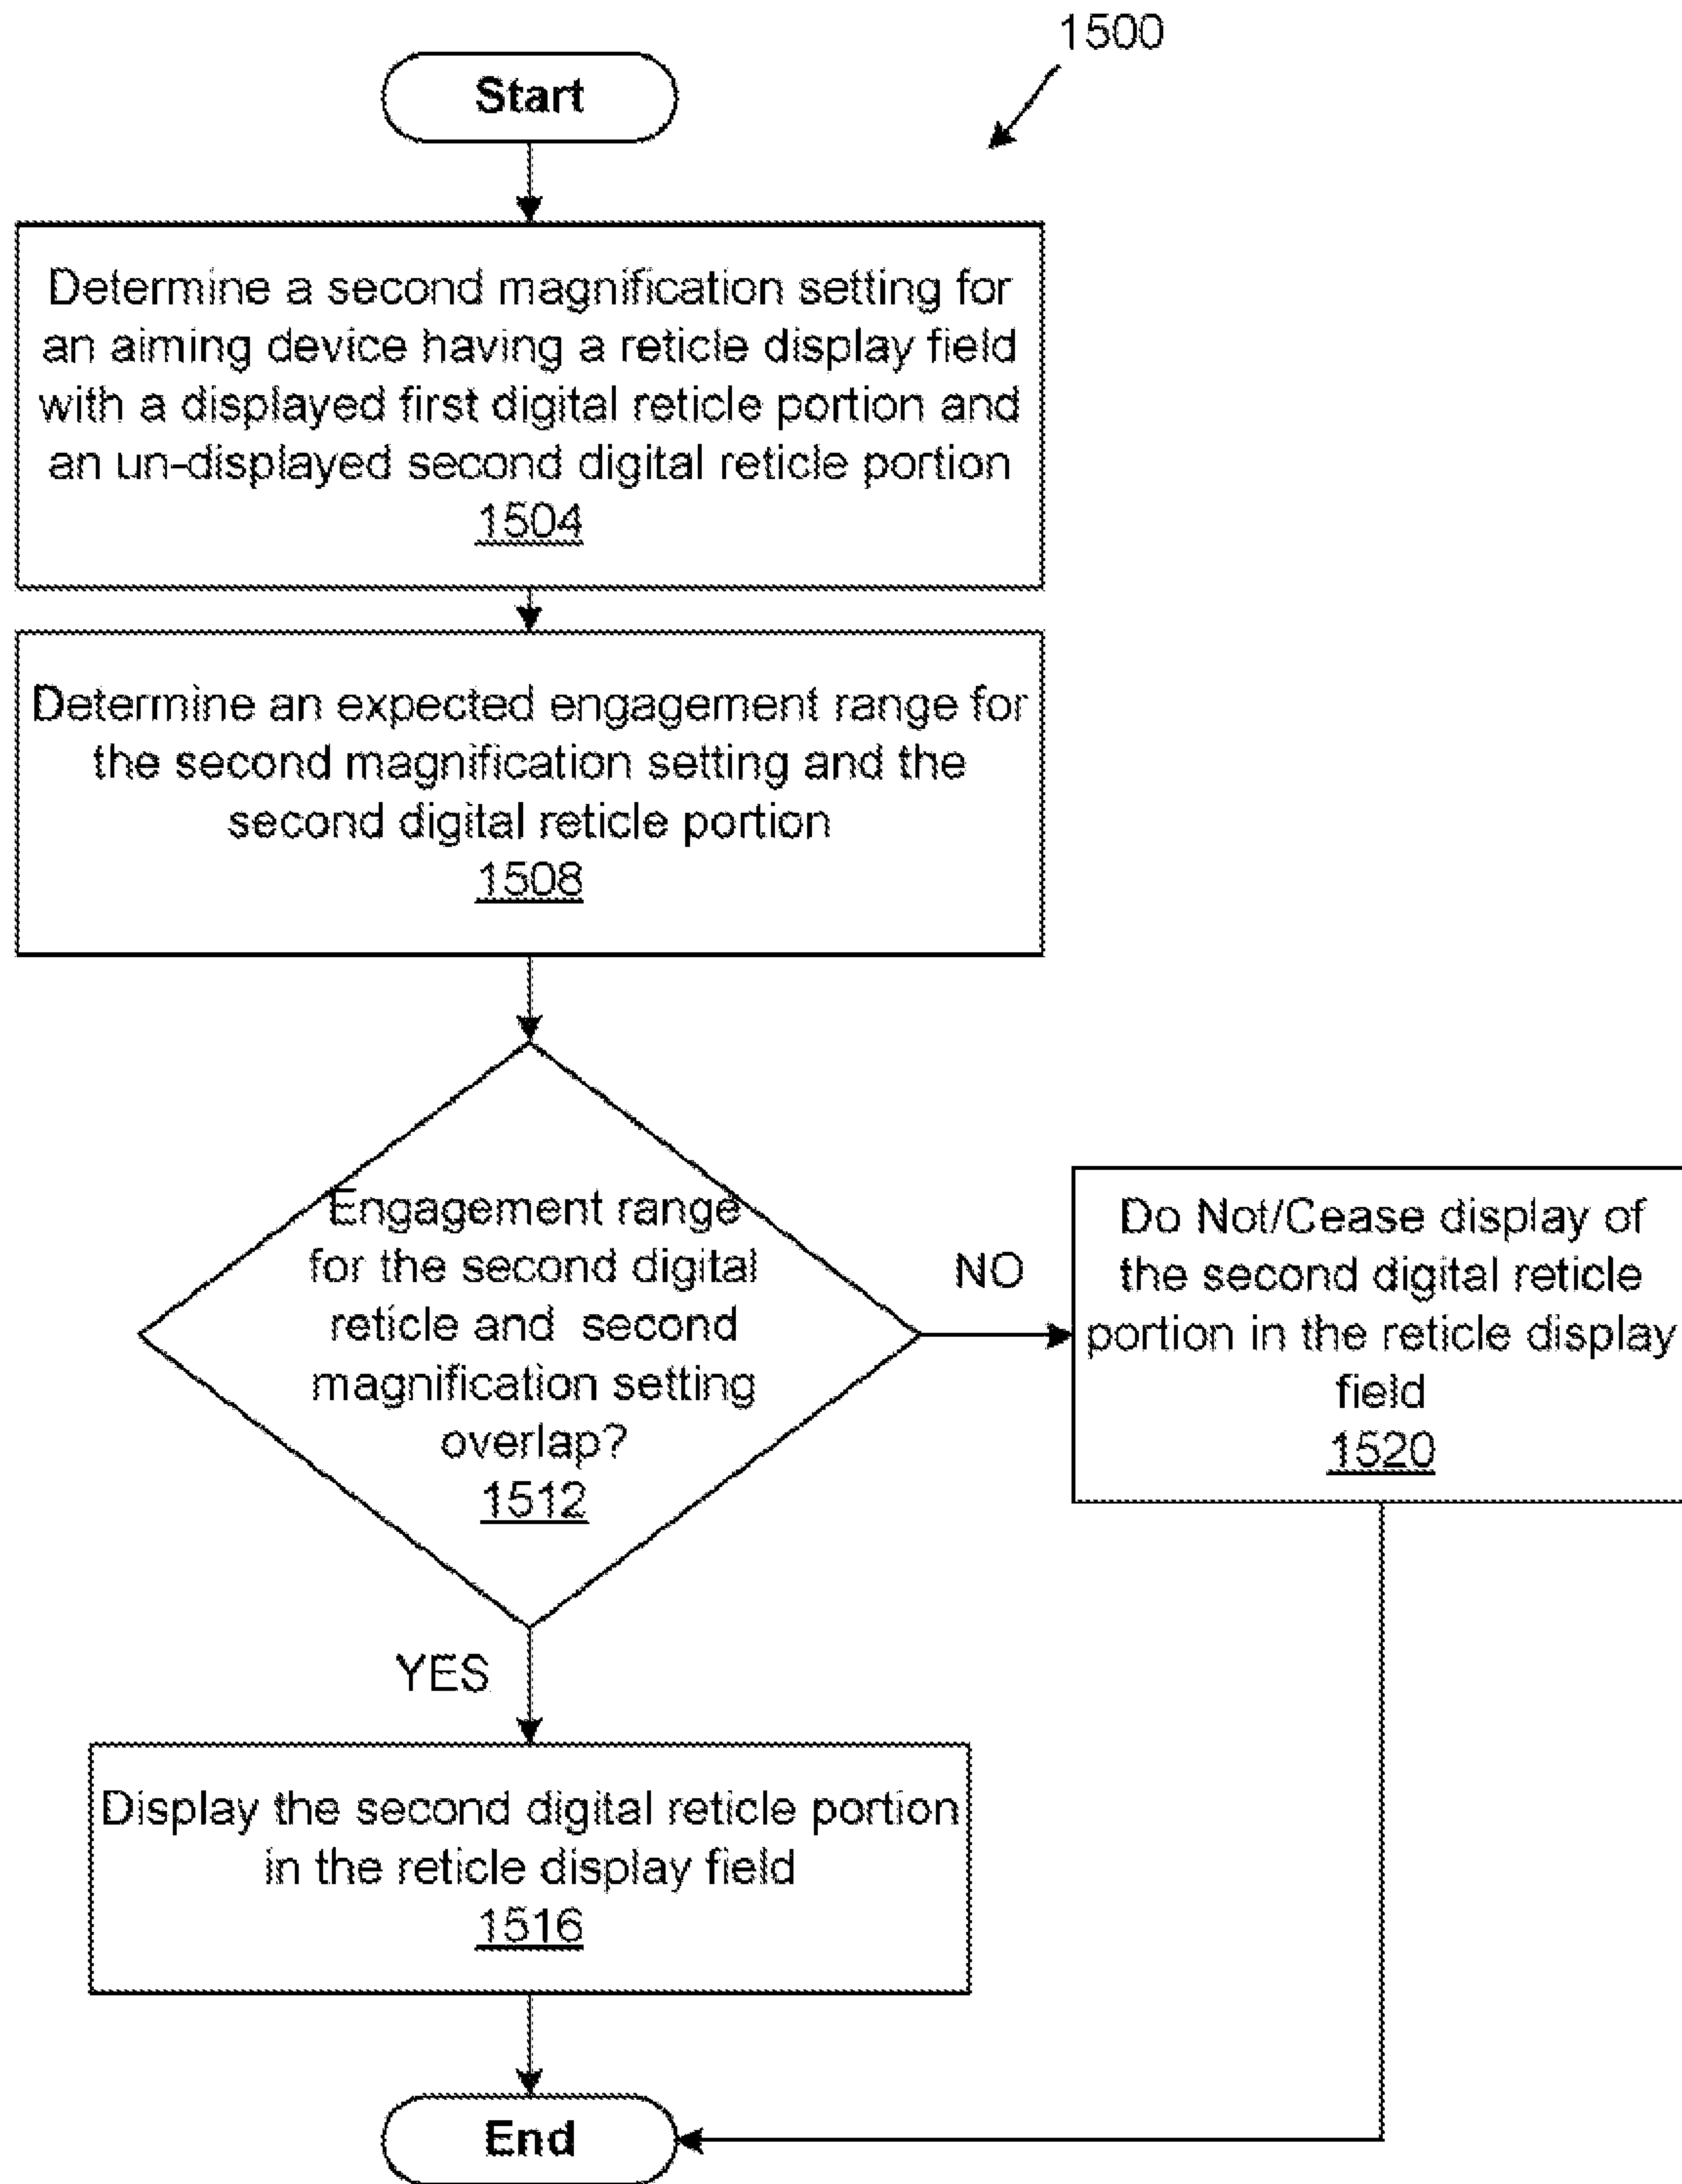 1500
Start
Determine a second magnification setting for
an aiming device having a reticle display field
with a displayed first digital reticle portion and
an un-displayed second digital reticle portion
1504
Determine an expected engagement range for
the second magnification setting and the
second digital reticle portion
1508
Engagement range
for the second digital
reticle and second
magnification setting
overlap?
1512
NO
Do Not/Cease display of
the second digital reticle
portion in the reticle display
field
1520
YES
Display the second digital reticle portion
in the reticle display field
1516
End